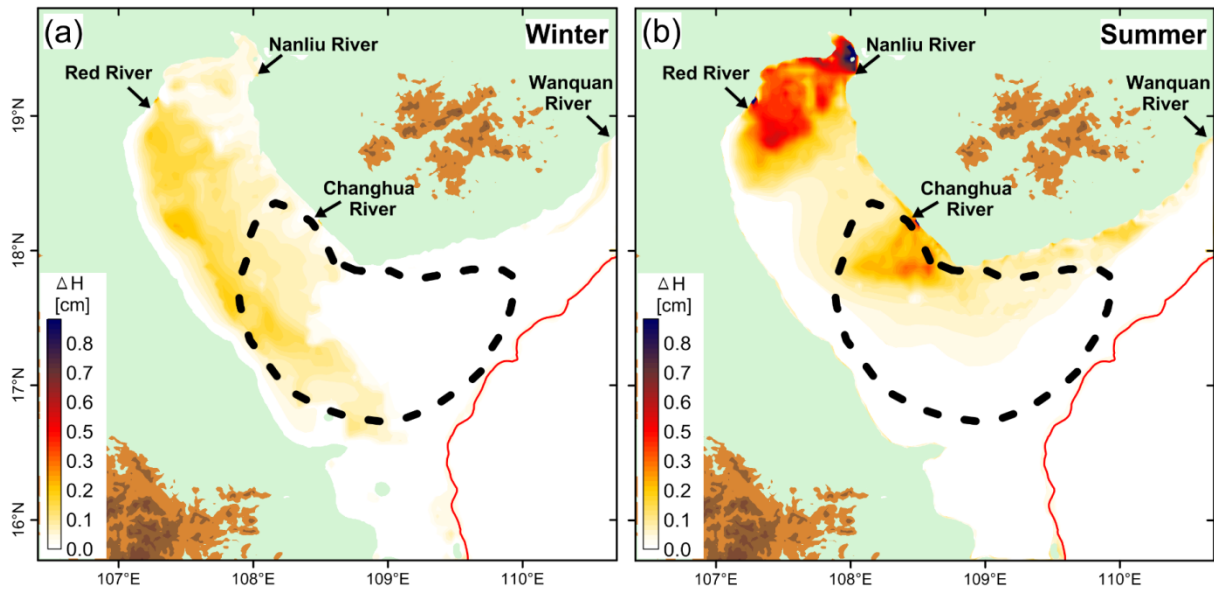 (a)
Winter
Nanliu River
Red River
Wanquan
River
Changhua
River
19°N
18°N
17°N
16°N
Δ H
[cm]
0.8
0.7
0.6
0.5
0.4
0.3
0.2
0.1
0.0
107°E
108°E
109°E
110°E
(b)
Summer
Nanliu River
Red River
Wanquan
River
Changhua
River
Δ H
[cm]
0.8
0.7
0.6
0.5
0.4
0.3
0.2
0.1
0.0
107°E
108°E
109°E
110°E